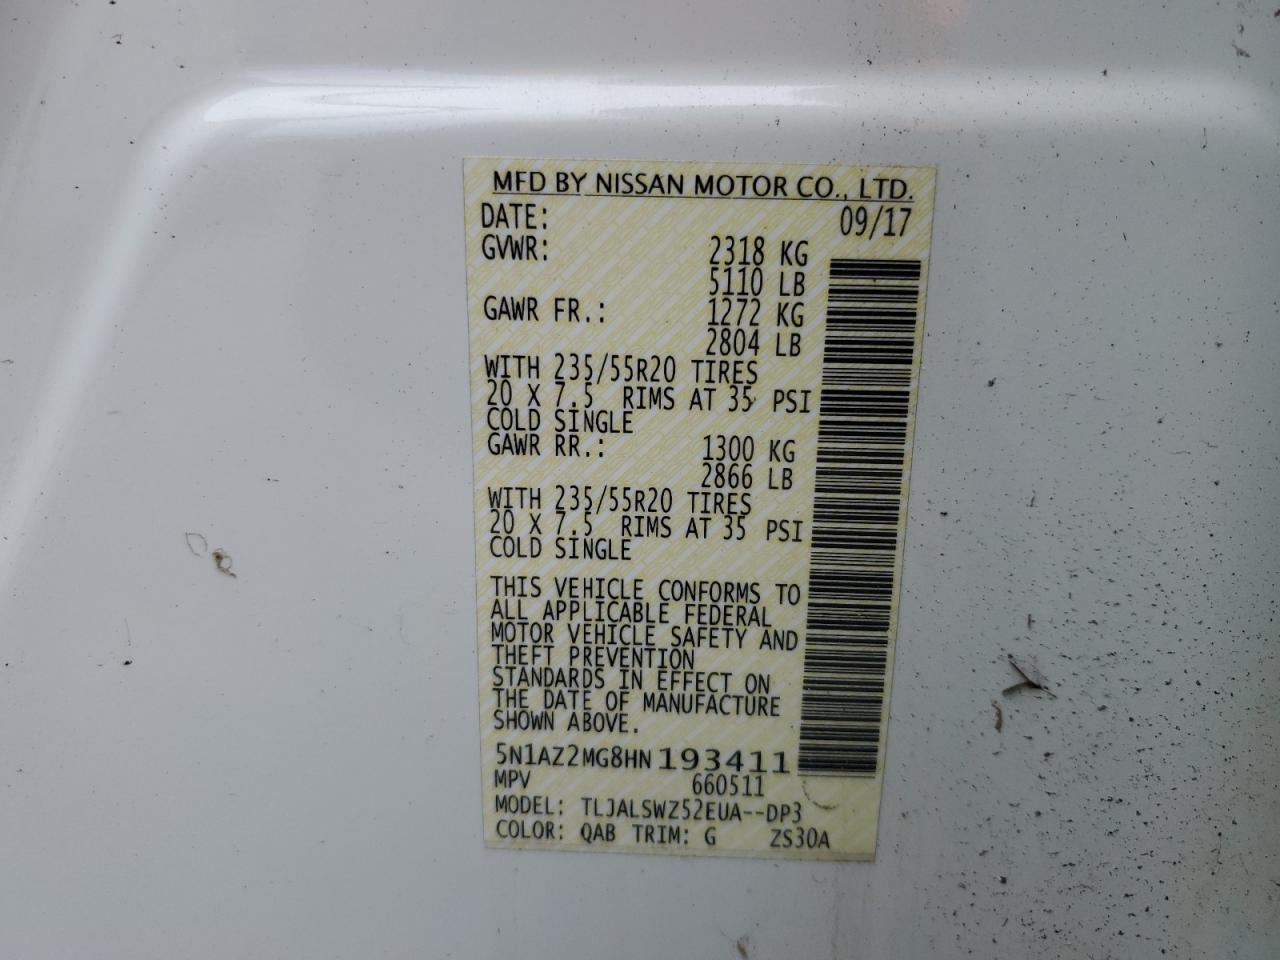 MFD BY NISSAN MOTOR CO., LTD.
DATE: 09/17
GVWR: 2318 KG
5110 LB
GAWR FR.: 1272 KG
2804 LB
WITH 235/55R20 TIRES
20 X 7.5 RIMS AT 35 PSI
COLD SINGLE
GAWR RR.: 1300 KG
2866 LB
WITH 235/55R20 TIRES
20 X 7.5 RIMS AT 35 PSI
COLD SINGLE
THIS VEHICLE CONFORMS TO
ALL APPLICABLE FEDERAL
MOTOR VEHICLE SAFETY AND
THEFT PREVENTION
STANDARDS IN EFFECT ON
THE DATE OF MANUFACTURE
SHOWN ABOVE.
5N1AZ2MG8HN193411
MPV 660511
MODEL: TLJALSWZ52EUA--DP3
COLOR: QAB TRIM: G ZS30A